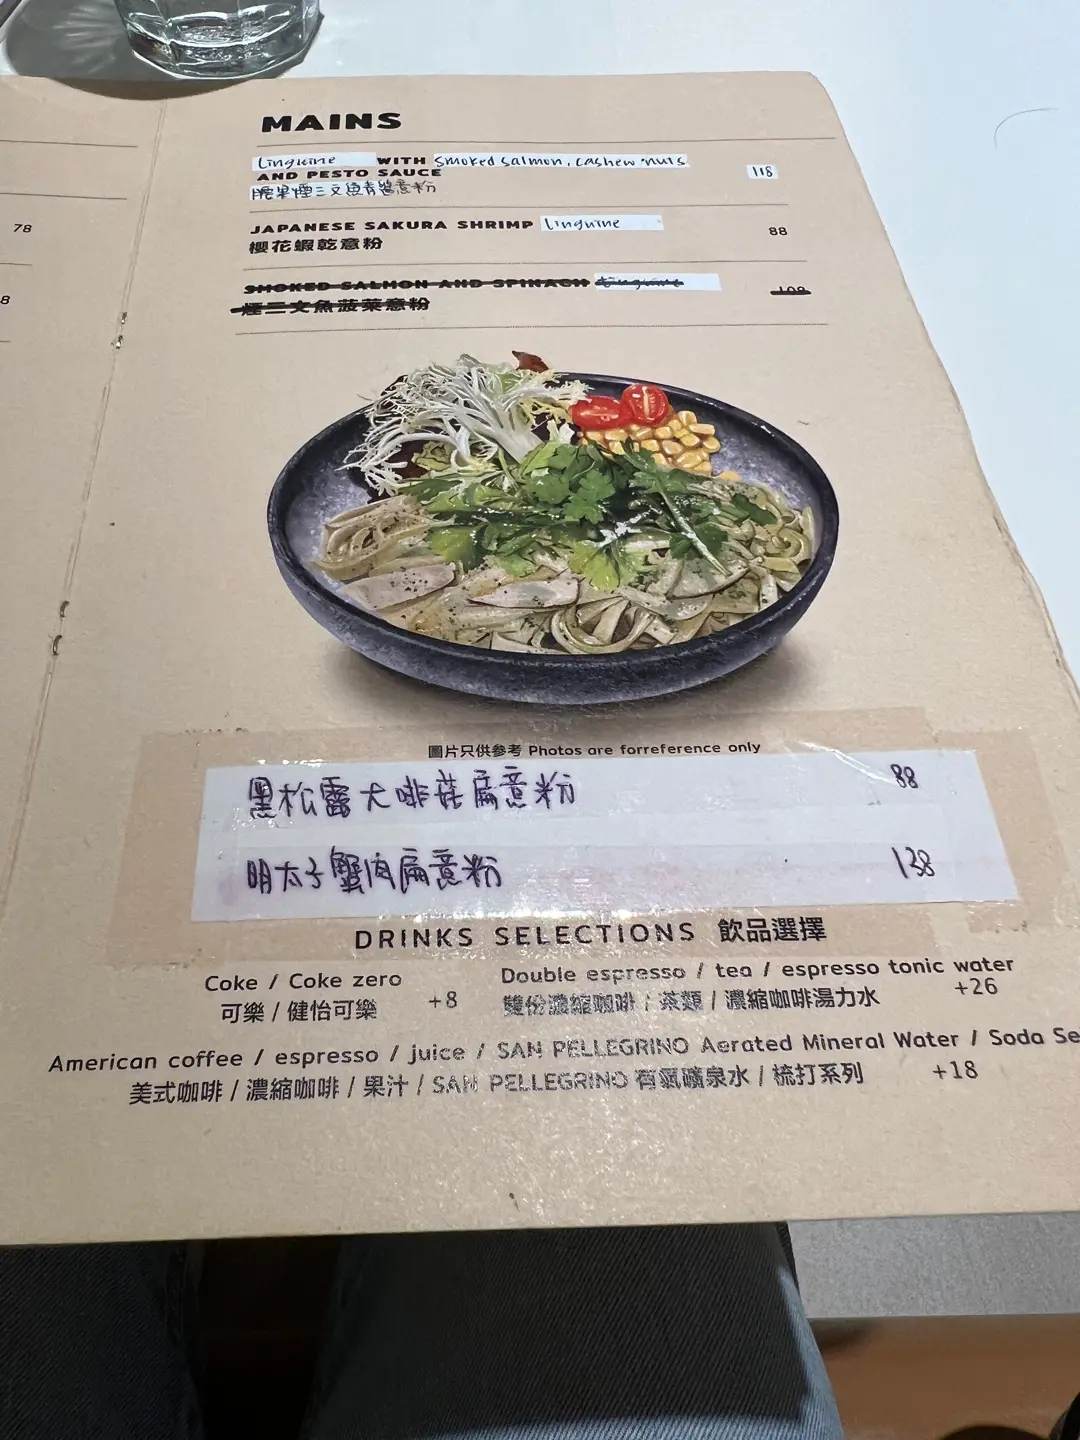 MAINS
Linguine WITH smoked salmon, cashew nuts
AND PESTO SAUCE
118
腰果煙三文魚青醬意粉
78
JAPANESE SAKURA SHRIMP Linguine
88
櫻花蝦乾意粉
8
SMOKED SALMON AND SPINACH Linguine
108
煙三文魚菠菜意粉
圖片只供參考 Photos are forreference only
黑松露大啡菇扁意粉 88
明太子蟹肉扁意粉 138
DRINKS SELECTIONS 飲品選擇
Coke / Coke zero
可樂 / 健怡可樂
+8
Double espresso / tea / espresso tonic water
雙份濃縮咖啡 / 茶類 / 濃縮咖啡湯力水
+26
American coffee / espresso / juice / SAN PELLEGRINO Aerated Mineral Water / Soda Se
美式咖啡 / 濃縮咖啡 / 果汁 / SAN PELLEGRINO 有氣礦泉水 / 梳打系列 +18